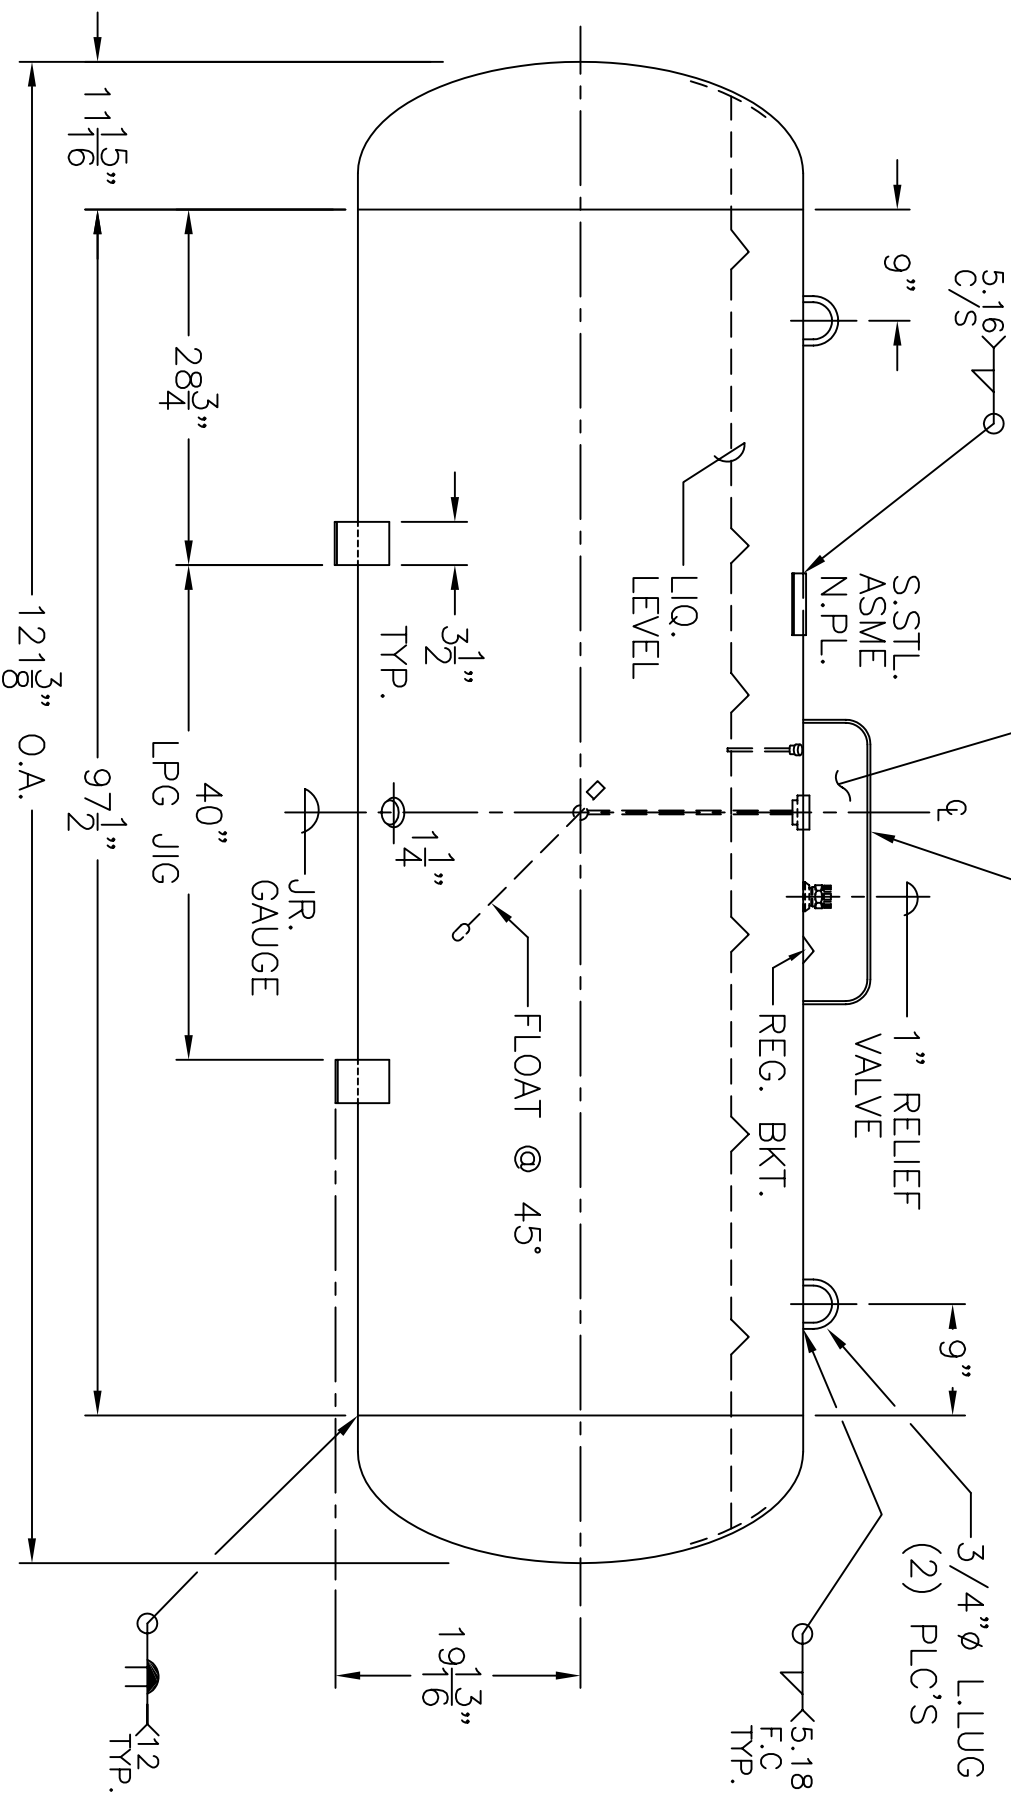 11 15/16"
9"
5.16
C/S
28 3/4"
3 1/2"
TYP.
LIQ.
LEVEL
S.STL.
ASME
N.PL.
12 1 3/8" O.A.
97 1/2"
40"
LPG JIG
1 1/4"
JR.
GAUGE
℄
FLOAT @ 45°
REG. BKT.
1" RELIEF
VALVE
9"
3/4"ø L.LUG
(2) PLC'S
5.18
F.C
TYP.
19 13/16"
12
TYP.